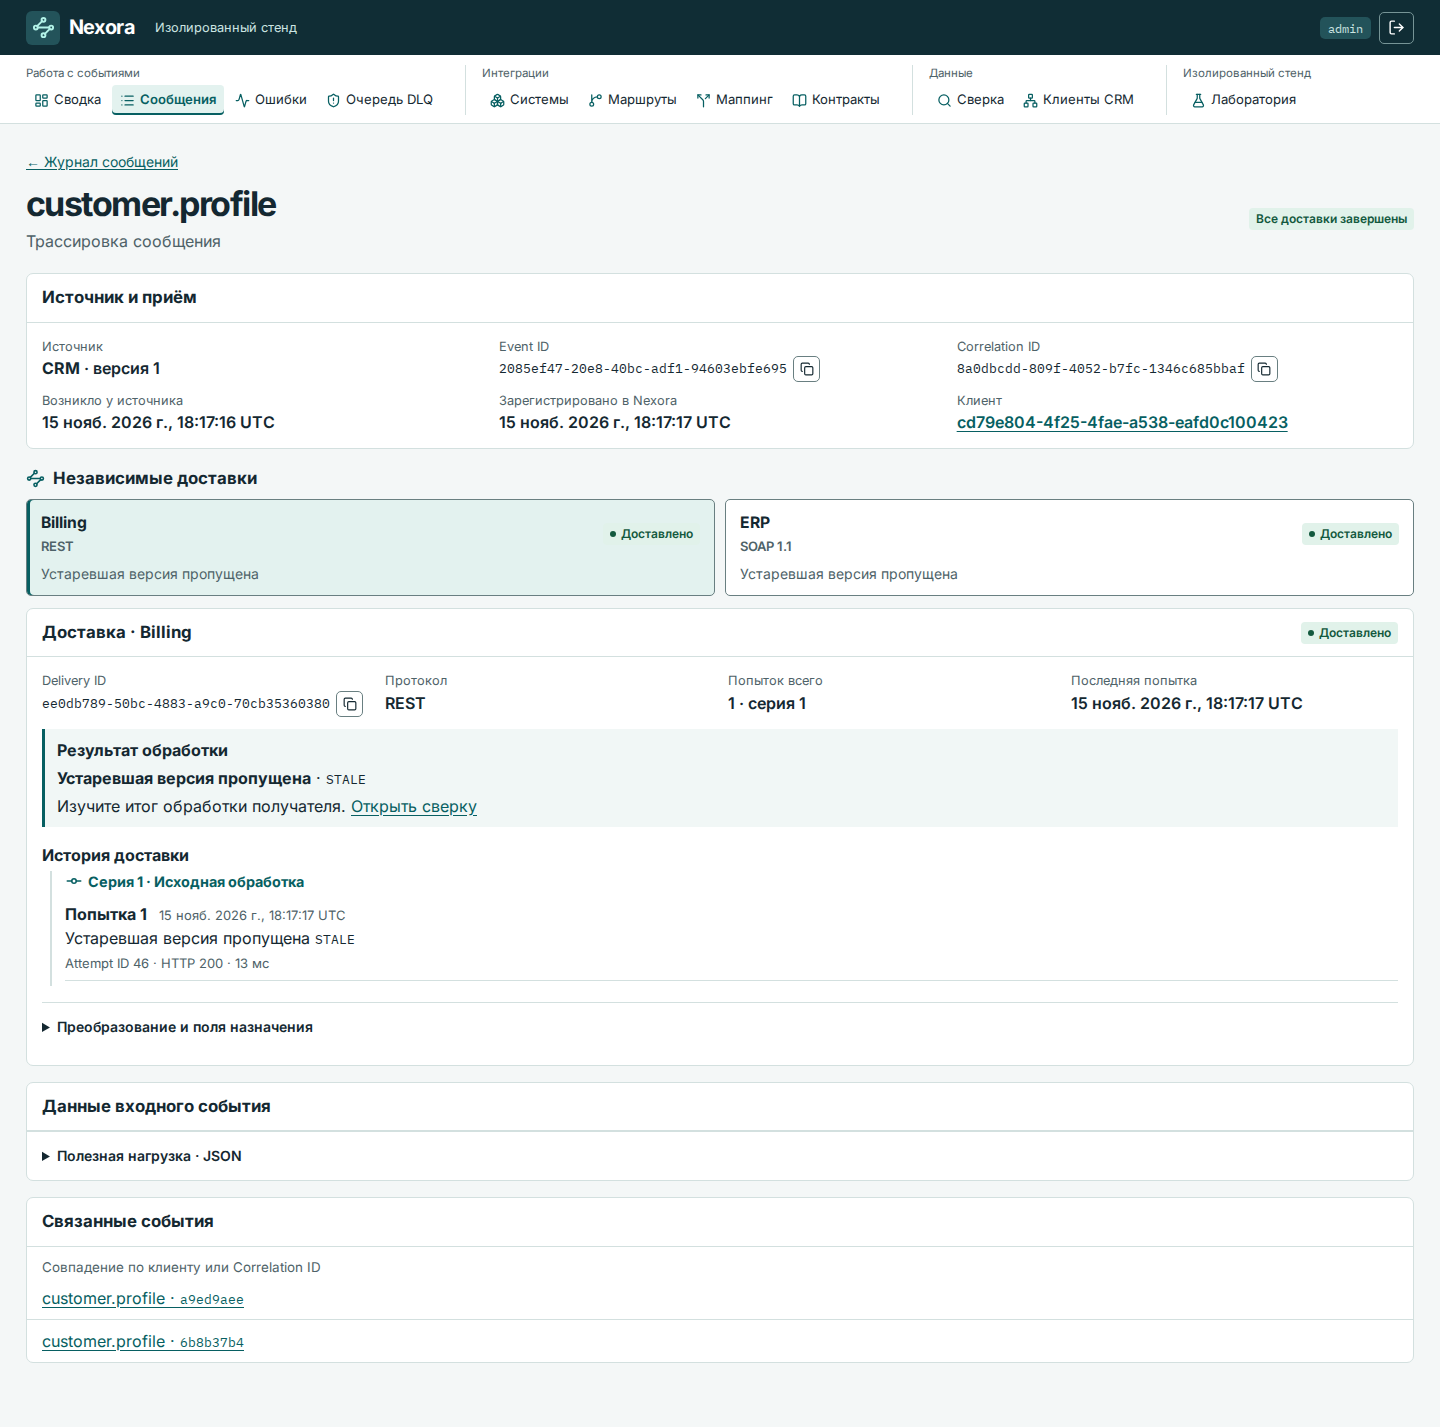 Nexora
Изолированный стенд
admin
Работа с событиями
Сводка
Сообщения
Ошибки
Очередь DLQ
Интеграции
Системы
Маршруты
Маппинг
Контракты
Данные
Сверка
Клиенты CRM
Изолированный стенд
Лаборатория
← Журнал сообщений
customer.profile
Трассировка сообщения
Все доставки завершены
Источник и приём
Источник
CRM · версия 1
Event ID
2085ef47-20e8-40bc-adf1-94603ebfe695
Correlation ID
8a0dbcdd-809f-4052-b7fc-1346c685bbaf
Возникло у источника
15 нояб. 2026 г., 18:17:16 UTC
Зарегистрировано в Nexora
15 нояб. 2026 г., 18:17:17 UTC
Клиент
cd79e804-4f25-4fae-a538-eafd0c100423
Независимые доставки
Billing
REST
Доставлено
Устаревшая версия пропущена
ERP
SOAP 1.1
Доставлено
Устаревшая версия пропущена
Доставка · Billing
Доставлено
Delivery ID
ee0db789-50bc-4883-a9c0-70cb35360380
Протокол
REST
Попыток всего
1 · серия 1
Последняя попытка
15 нояб. 2026 г., 18:17:17 UTC
Результат обработки
Устаревшая версия пропущена · STALE
Изучите итог обработки получателя. Открыть сверку
История доставки
Серия 1 · Исходная обработка
Попытка 1 15 нояб. 2026 г., 18:17:17 UTC
Устаревшая версия пропущена STALE
Attempt ID 46 · HTTP 200 · 13 мс
Преобразование и поля назначения
Данные входного события
Полезная нагрузка · JSON
Связанные события
Совпадение по клиенту или Correlation ID
customer.profile · a9ed9aee
customer.profile · 6b8b37b4